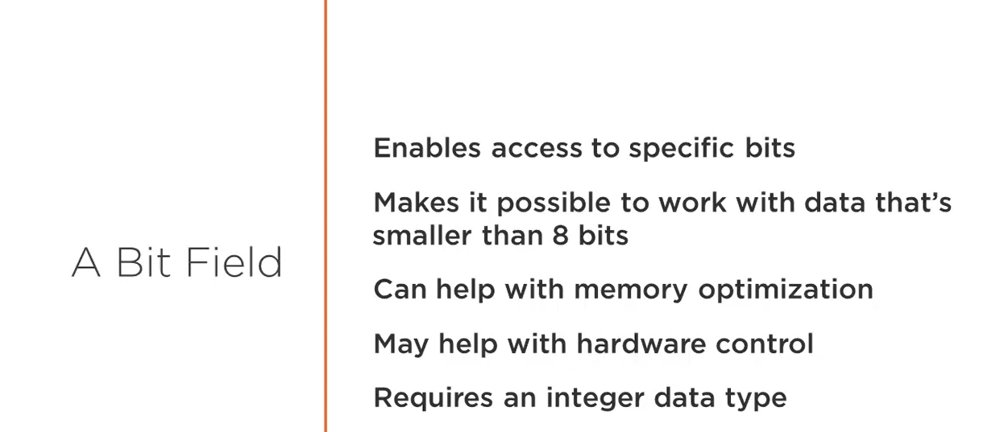 A Bit Field
Enables access to specific bits
Makes it possible to work with data that's
smaller than 8 bits
Can help with memory optimization
May help with hardware control
Requires an integer data type